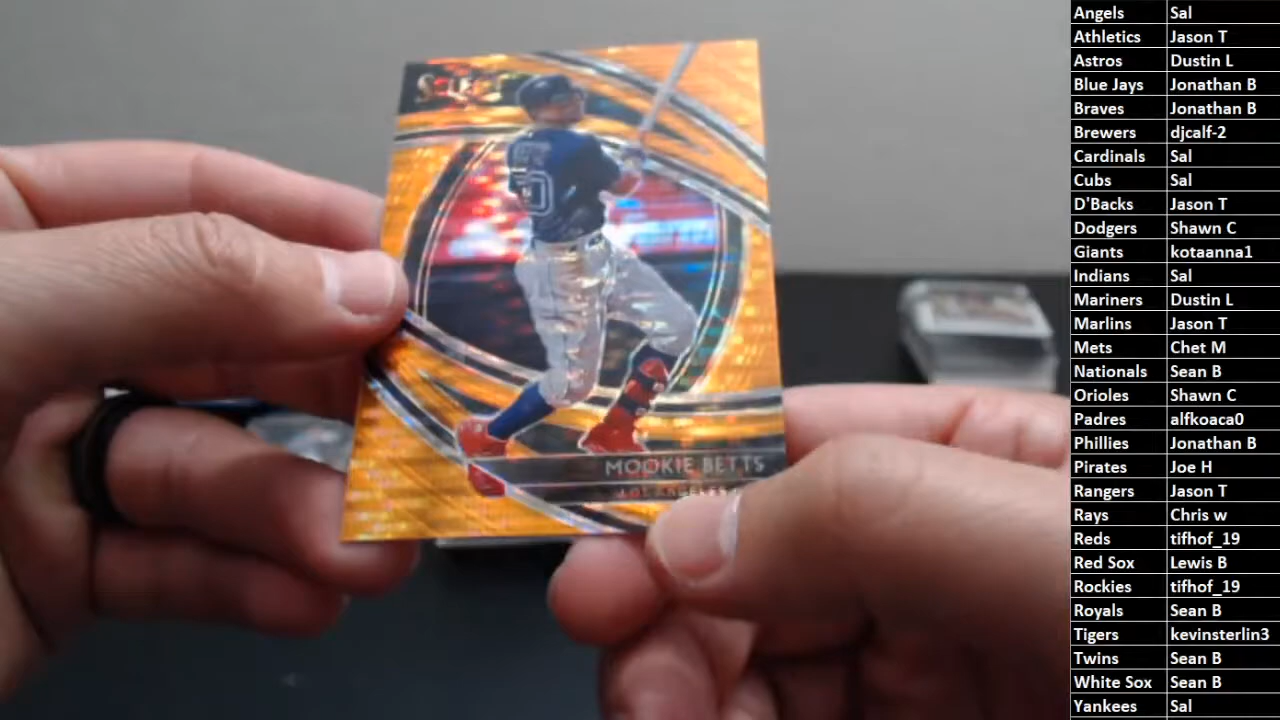 SELECT
MOOKIE BETTS
LOS ANGELES
Angels Sal
Athletics Jason T
Astros Dustin L
Blue Jays Jonathan B
Braves Jonathan B
Brewers djcalf-2
Cardinals Sal
Cubs Sal
D'Backs Jason T
Dodgers Shawn C
Giants kotaanna1
Indians Sal
Mariners Dustin L
Marlins Jason T
Mets Chet M
Nationals Sean B
Orioles Shawn C
Padres alfkoaca0
Phillies Jonathan B
Pirates Joe H
Rangers Jason T
Rays Chris w
Reds tifhof_19
Red Sox Lewis B
Rockies tifhof_19
Royals Sean B
Tigers kevinsterlin3
Twins Sean B
White Sox Sean B
Yankees Sal